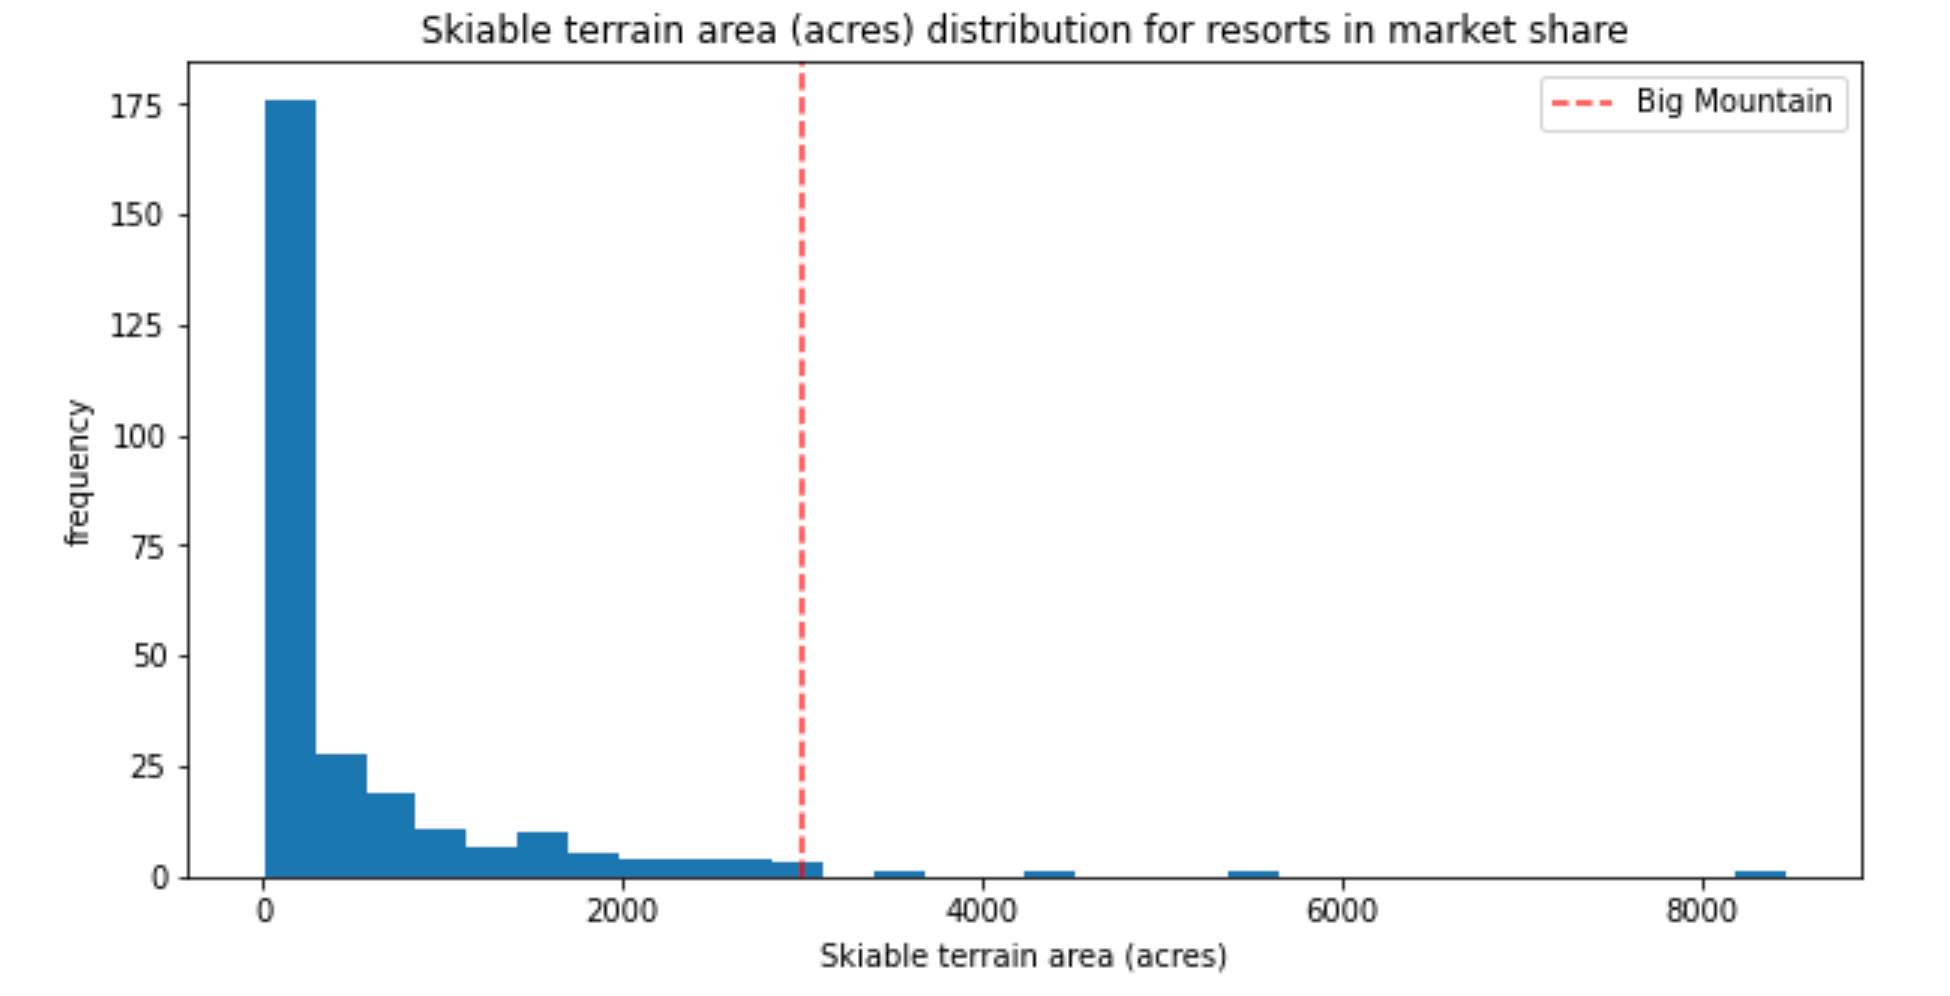 Skiable terrain area (acres) distribution for resorts in market share
Big Mountain
175
150
125
100
75
50
25
0
frequency
0 2000 4000 6000 8000
Skiable terrain area (acres)